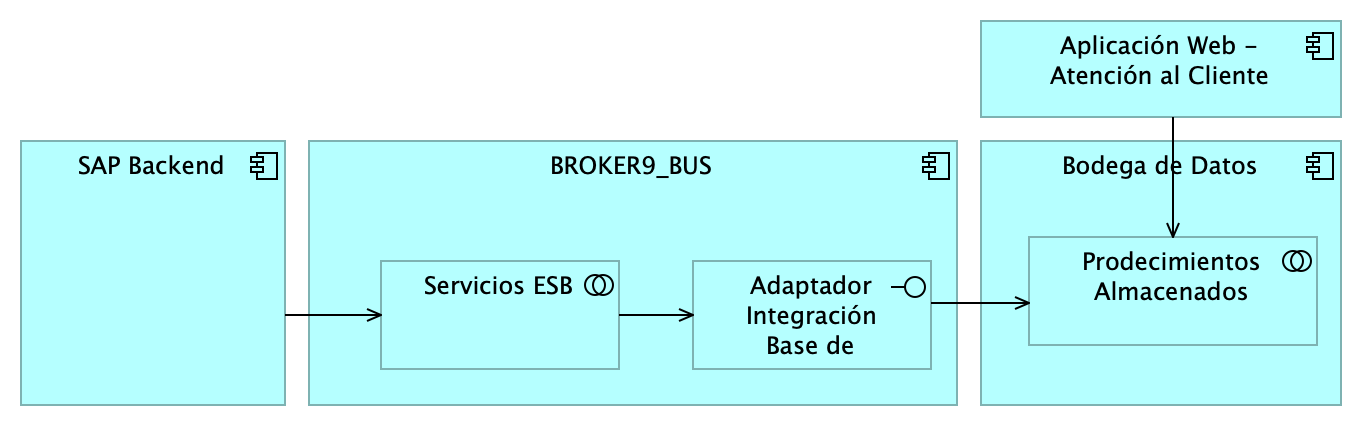 Aplicación Web -
Atención al Cliente
SAP Backend
BROKER9_BUS
Bodega de Datos
Servicios ESB
Adaptador
Integración
Base de
Prodecimientos
Almacenados